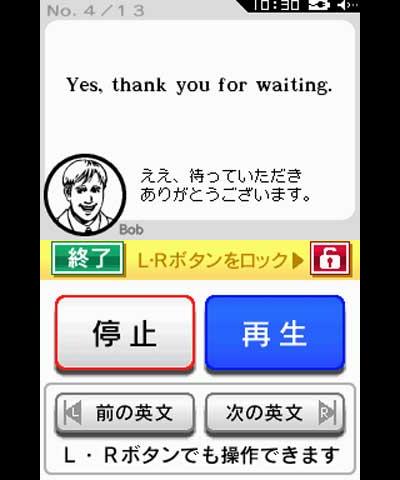 No. 4/13
10:30
Yes, thank you for waiting.
ええ、待っていただき
ありがとうございます。
Bob
終了
L・Rボタンをロック▶
停止
再生
L
前の英文
次の英文
R
L・Rボタンでも操作できます